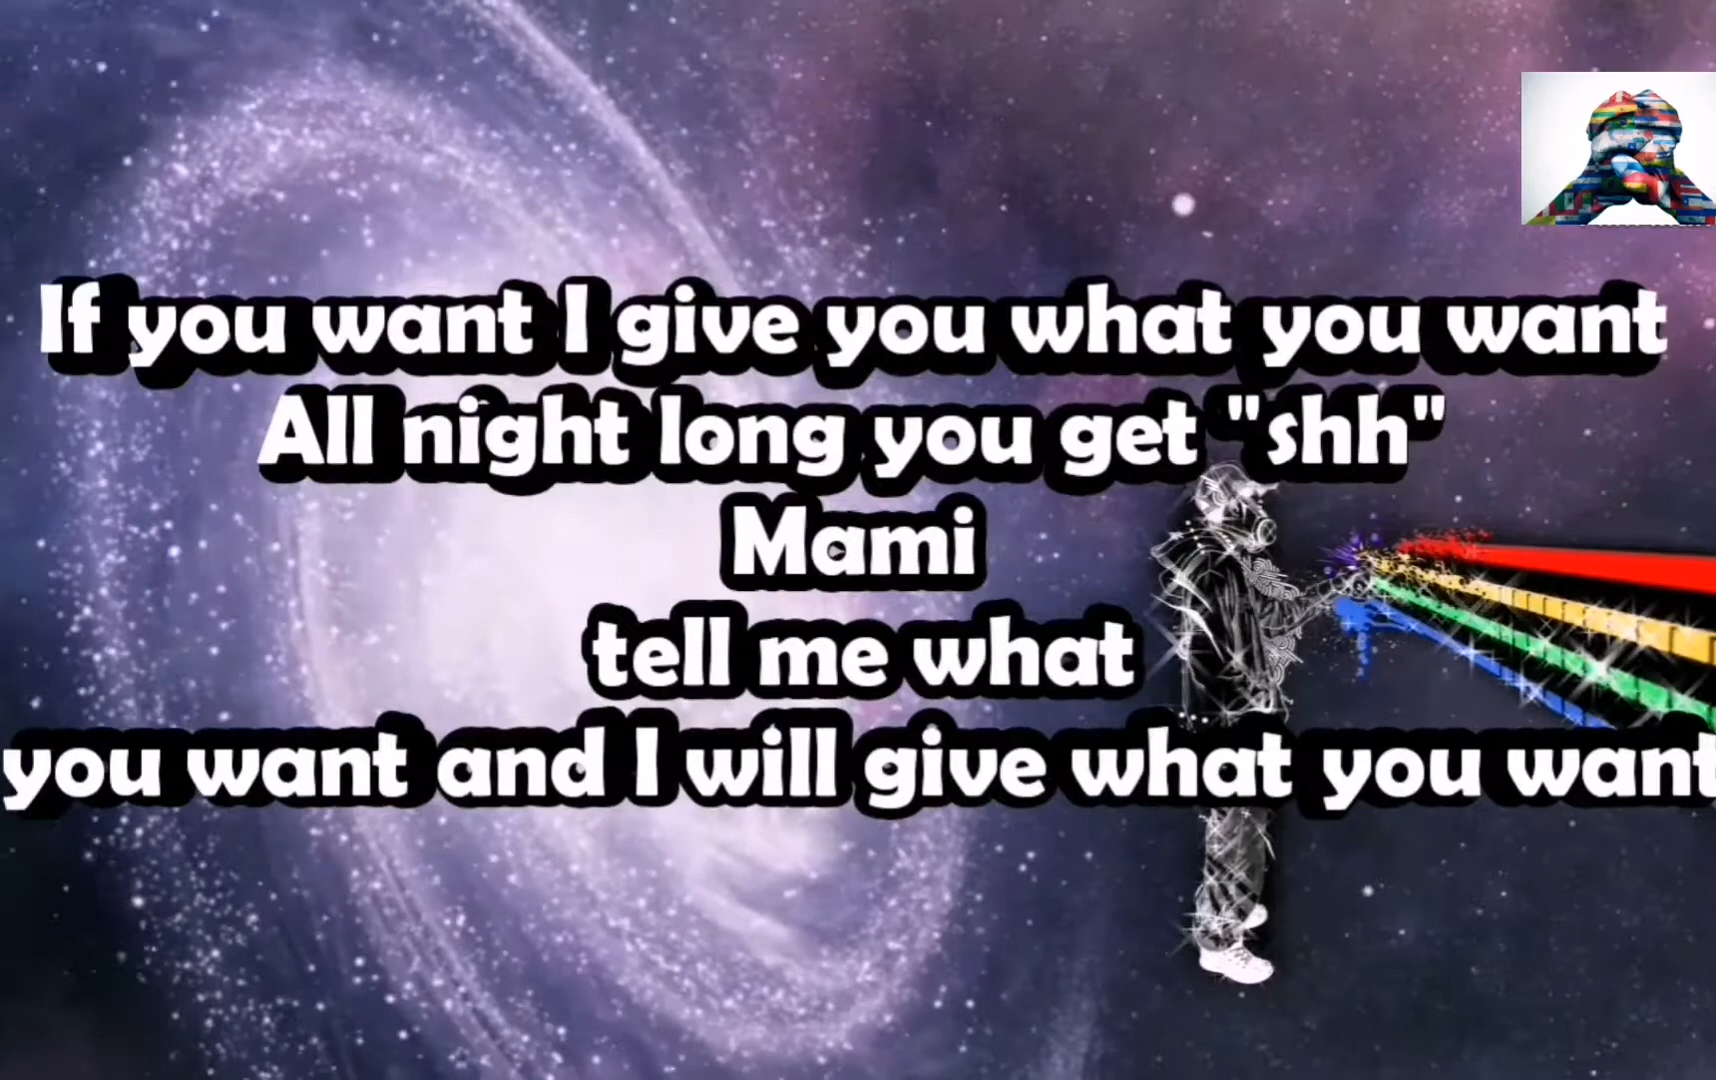 If you want I give you what you want
All night long you get "shh"
Mami
tell me what
you want and I will give what you want